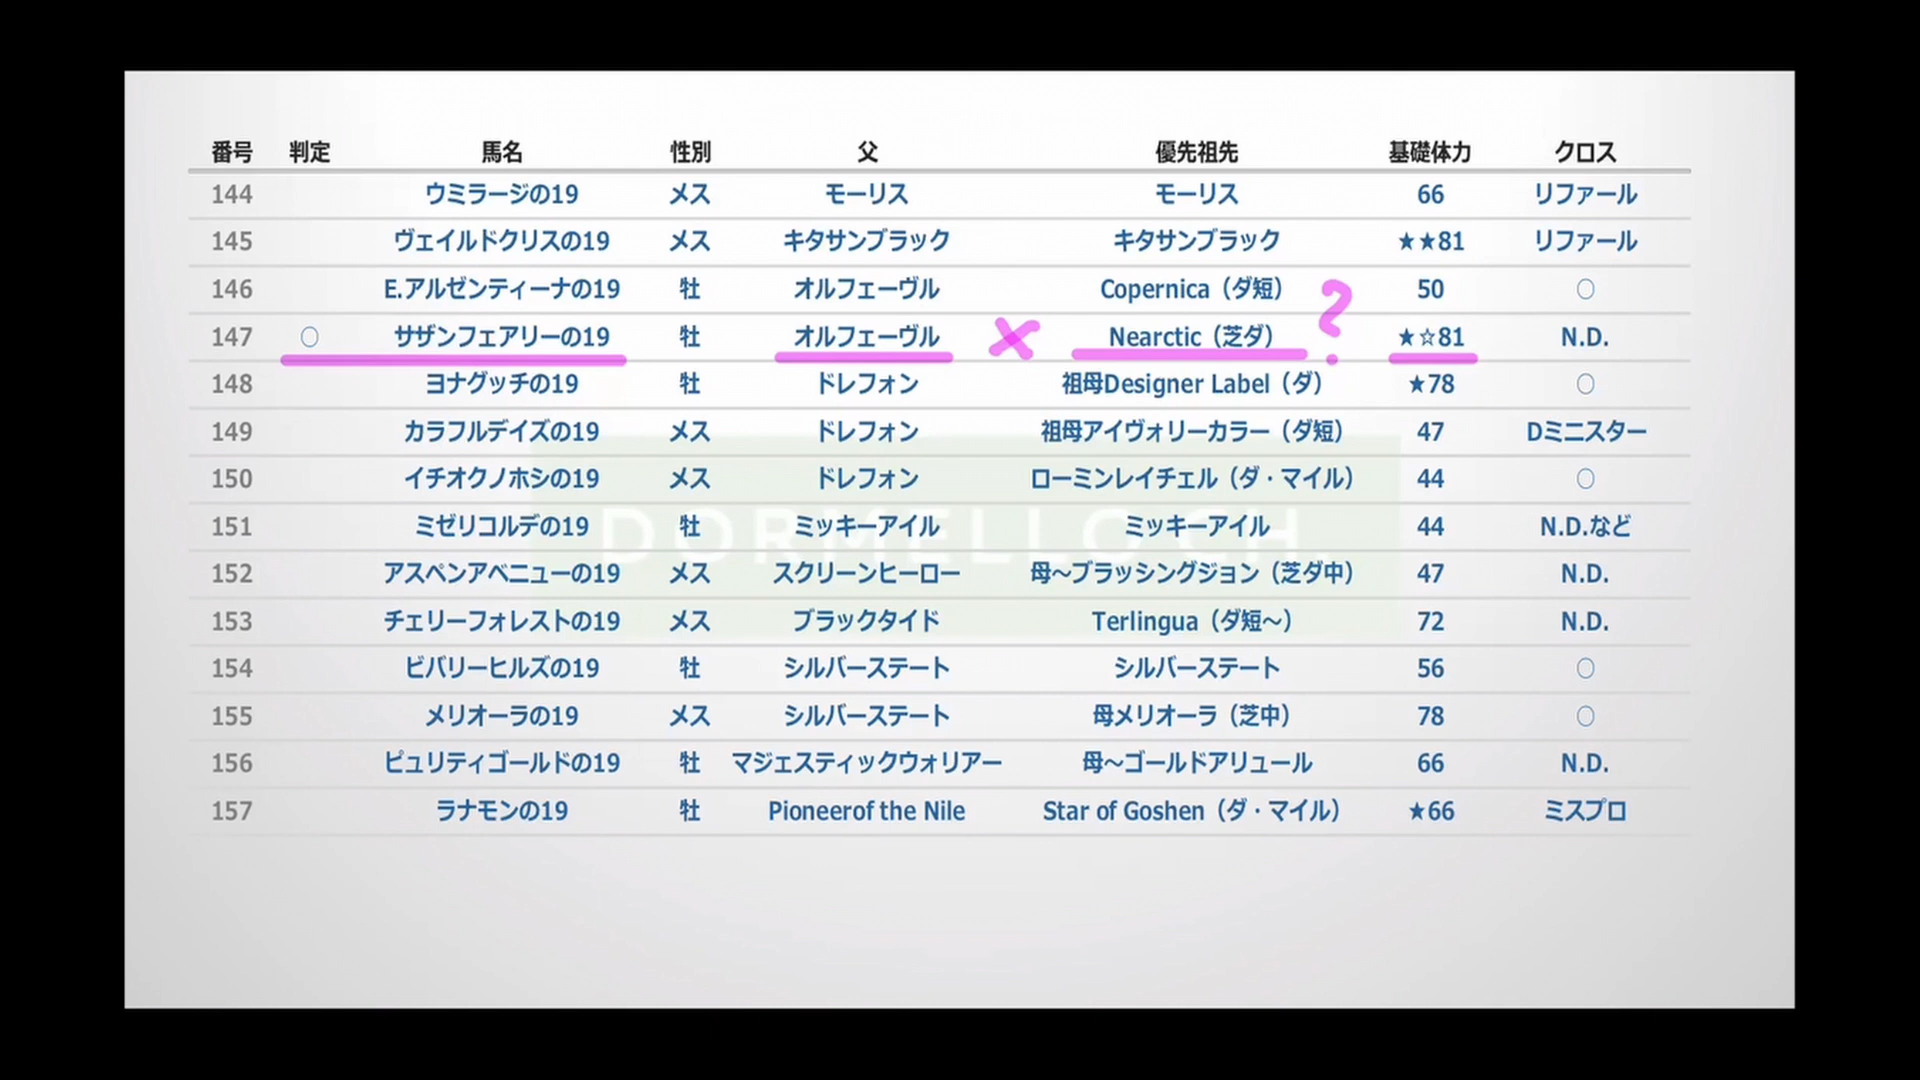 番号 判定 馬名 性別 父 優先祖先 基礎体力 クロス
144 ウミラージの19 メス モーリス モーリス 66 リファール
145 ヴェイルドクリスの19 メス キタサンブラック キタサンブラック ★★81 リファール
146 E.アルゼンティーナの19 牡 オルフェーヴル Copernica（ダ短） 50 ○
147 ○ サザンフェアリーの19 牡 オルフェーヴル × Nearctic（芝ダ） ? ★☆81 N.D.
148 ヨナグッチの19 牡 ドレフォン 祖母Designer Label（ダ） ★78 ○
149 カラフルデイズの19 メス ドレフォン 祖母アイヴォリーカラー（ダ短） 47 Dミニスター
150 イチオクノホシの19 メス ドレフォン ローミンレイチェル（ダ・マイル） 44 ○
151 ミゼリコルデの19 牡 ミッキーアイル ミッキーアイル 44 N.D.など
DORMELLO CH.
152 アスペンアベニューの19 メス スクリーンヒーロー 母～ブラッシングジョン（芝ダ中） 47 N.D.
153 チェリーフォレストの19 メス ブラックタイド Terlingua（ダ短～） 72 N.D.
154 ビバリーヒルズの19 牡 シルバーステート シルバーステート 56 ○
155 メリオーラの19 メス シルバーステート 母メリオーラ（芝中） 78 ○
156 ピュリティゴールドの19 牡 マジェスティックウォリアー 母～ゴールドアリュール 66 N.D.
157 ラナモンの19 牡 Pioneerof the Nile Star of Goshen（ダ・マイル） ★66 ミスプロ